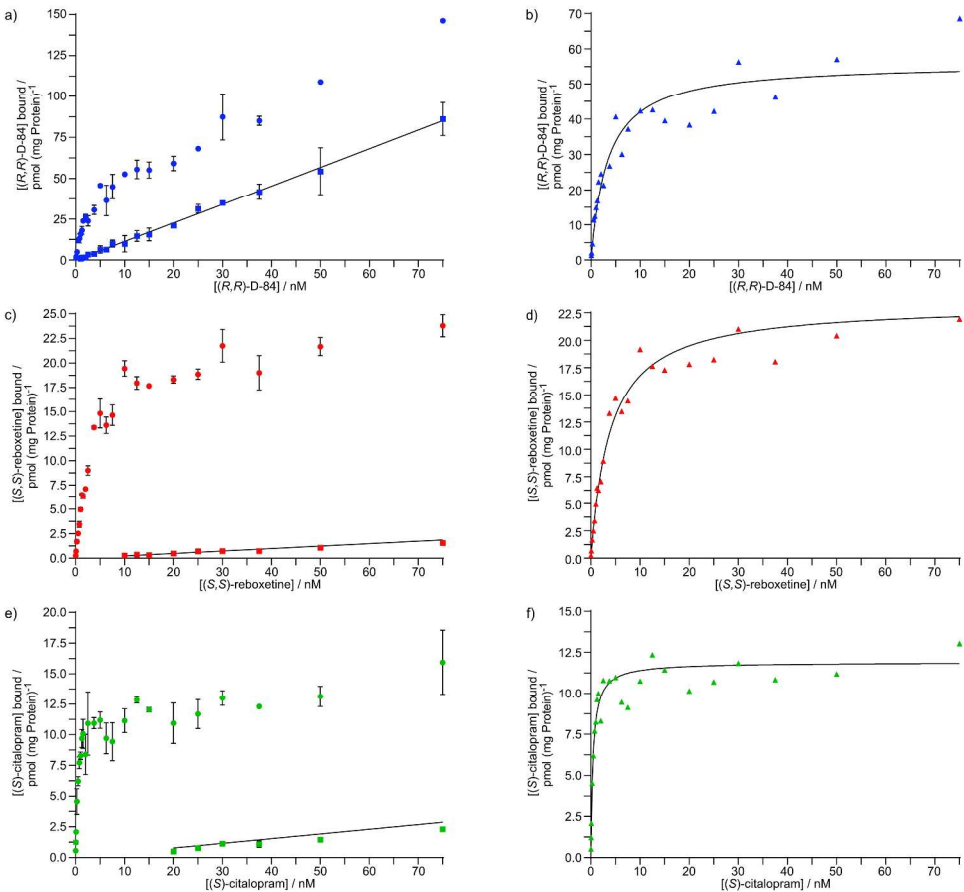 a)
[(R,R)-D-84] bound /
pmol (mg Protein)-1
150
125
100
75
50
25
0
0 10 20 30 40 50 60 70
[(R,R)-D-84] / nM
b)
[(R,R)-D-84] bound /
pmol (mg Protein)-1
70
60
50
40
30
20
10
0
0 10 20 30 40 50 60 70
[(R,R)-D-84] / nM
c)
[(S,S)-reboxetine] bound /
pmol (mg Protein)-1
25.0
22.5
20.0
17.5
15.0
12.5
10.0
7.5
5.0
2.5
0.0
0 10 20 30 40 50 60 70
[(S,S)-reboxetine] / nM
d)
[(S,S)-reboxetine] bound /
pmol (mg Protein)-1
22.5
20.0
17.5
15.0
12.5
10.0
7.5
5.0
2.5
0.0
0 10 20 30 40 50 60 70
[(S,S)-reboxetine] / nM
e)
[(S)-citalopram] bound /
pmol (mg Protein)-1
20.0
17.5
15.0
12.5
10.0
7.5
5.0
2.5
0.0
0 10 20 30 40 50 60 70
[(S)-citalopram] / nM
f)
[(S)-citalopram] bound /
pmol (mg Protein)-1
15.0
12.5
10.0
7.5
5.0
2.5
0.0
0 10 20 30 40 50 60 70
[(S)-citalopram] / nM